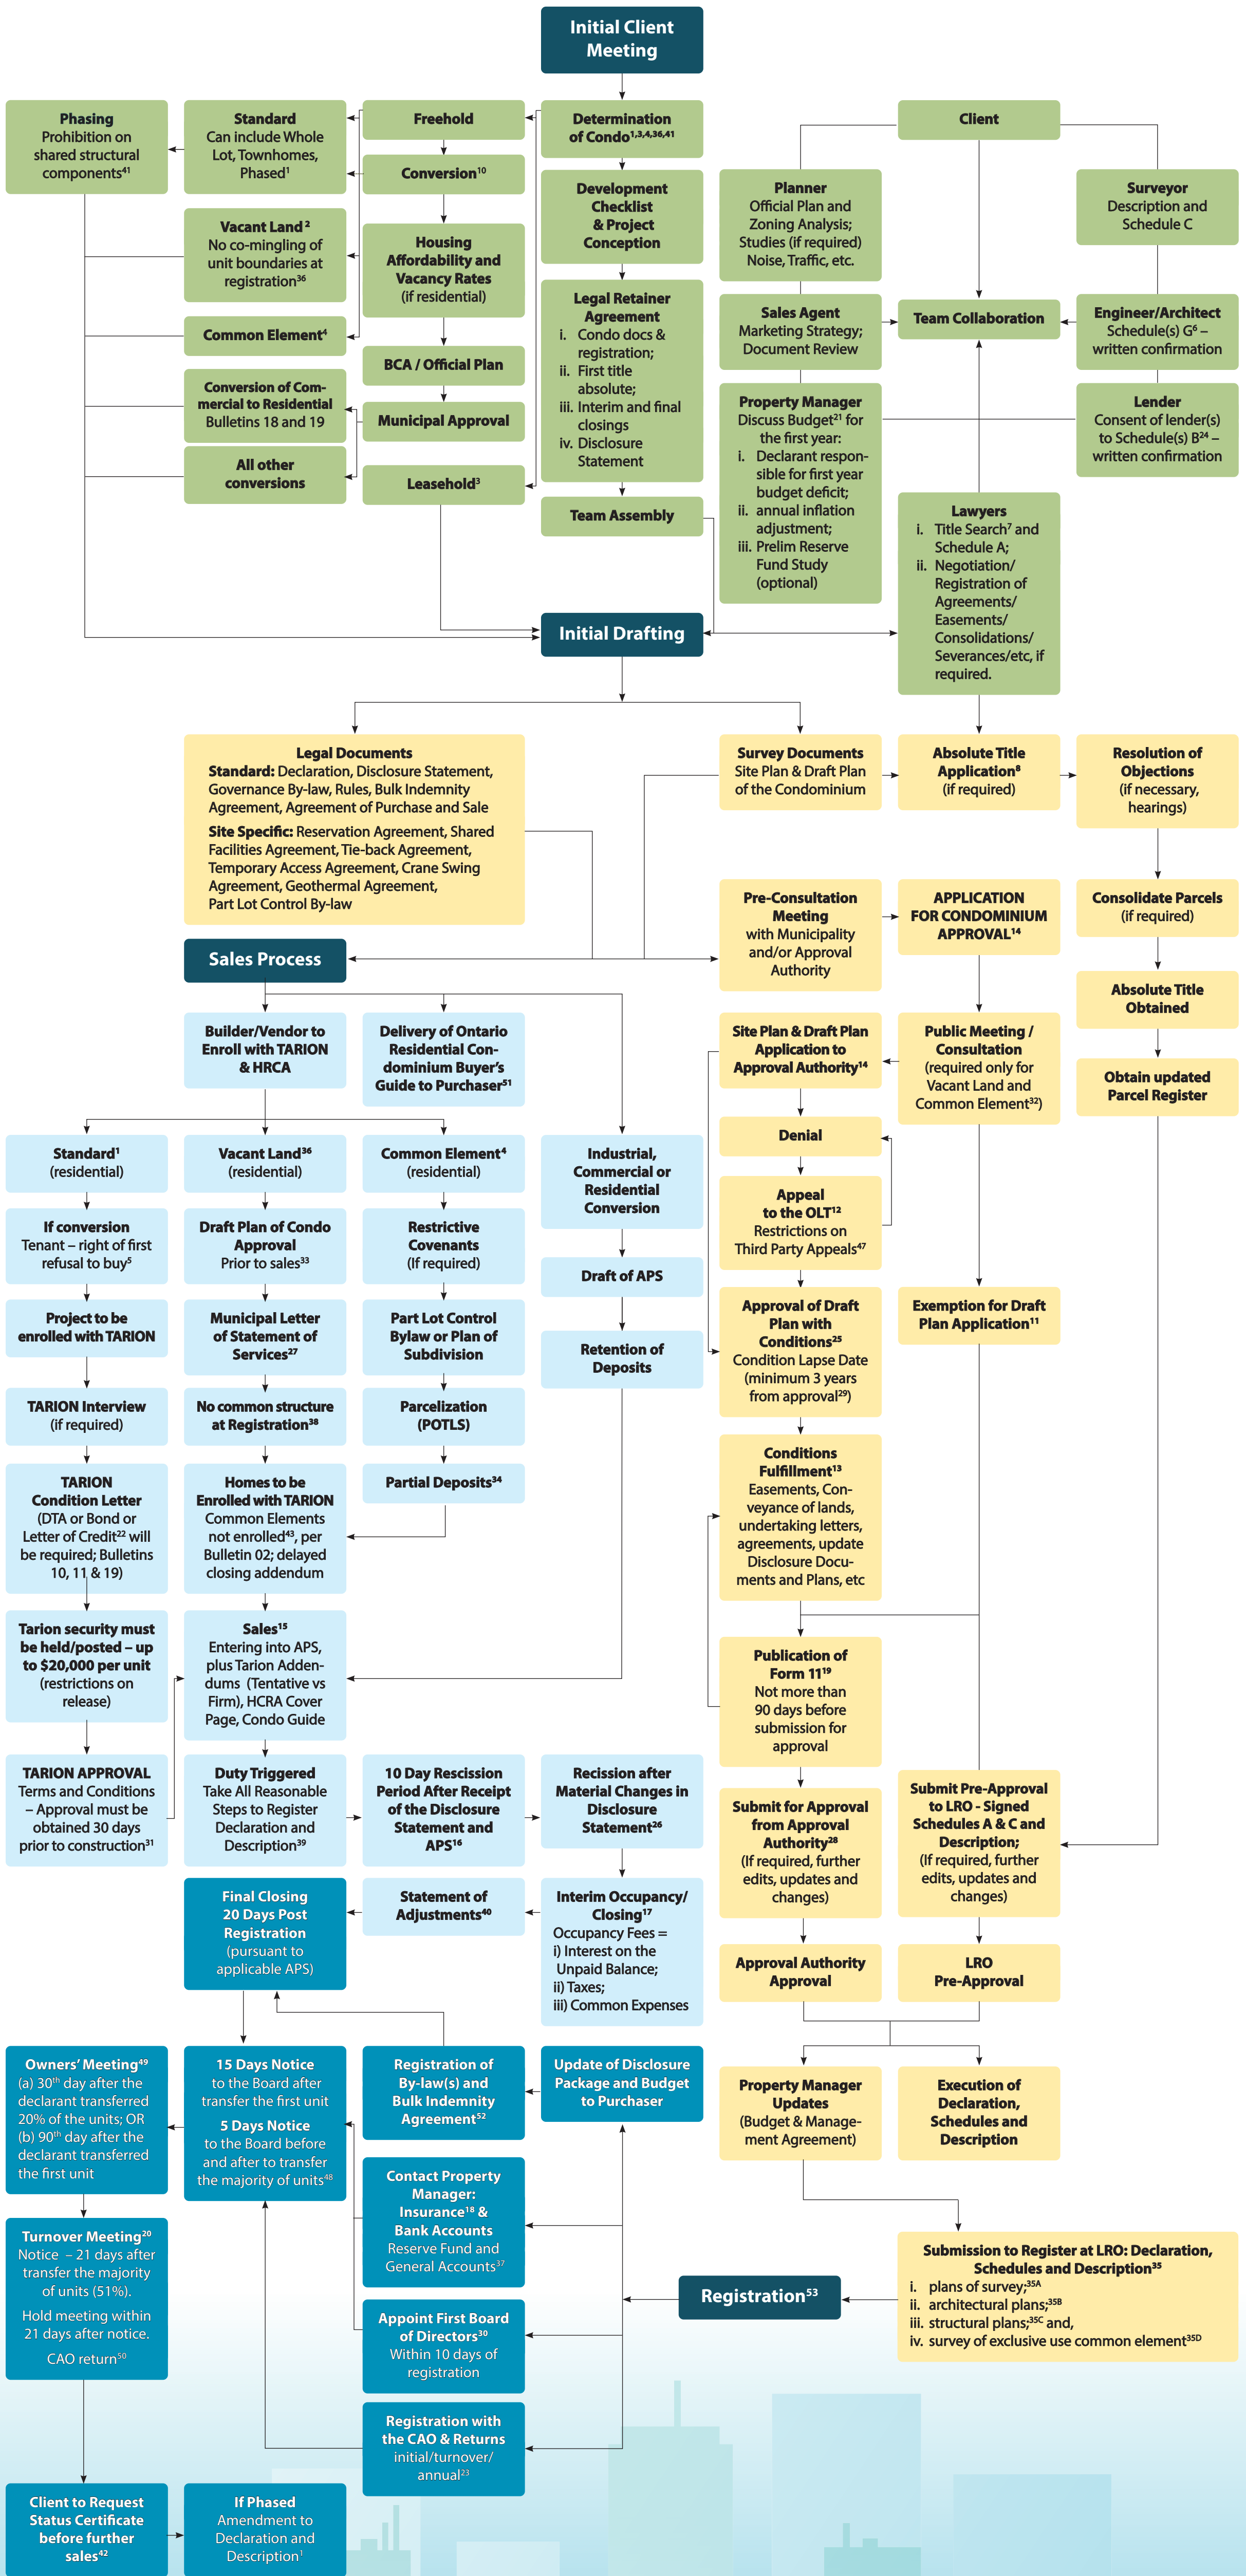 Initial Client
Meeting
Phasing
Prohibition on
shared structural
components⁴¹
Standard
Can include Whole
Lot, Townhomes,
Phased¹
Freehold
Determination
of Condo¹,³,⁴,³⁶,⁴¹
Client
Conversion¹⁰
Development
Checklist
& Project
Conception
Planner
Official Plan and
Zoning Analysis;
Studies (if required)
Noise, Traffic, etc.
Surveyor
Description and
Schedule C
Vacant Land ²
No co-mingling of
unit boundaries at
registration³⁶
Housing
Affordability and
Vacancy Rates
(if residential)
Legal Retainer
Agreement
i. Condo docs &
registration;
ii. First title
absolute;
iii. Interim and final
closings
iv. Disclosure
Statement
Sales Agent
Marketing Strategy;
Document Review
Team Collaboration
Engineer/Architect
Schedule(s) G⁶ –
written confirmation
Common Element⁴
BCA / Official Plan
Conversion of Com-
mercial to Residential
Bulletins 18 and 19
Municipal Approval
Property Manager
Discuss Budget²¹ for
the first year:
i. Declarant respon-
sible for first year
budget deficit;
ii. annual inflation
adjustment;
iii. Prelim Reserve
Fund Study
(optional)
Lender
Consent of lender(s)
to Schedule(s) B²⁴ –
written confirmation
All other
conversions
Leasehold³
Team Assembly
Lawyers
i. Title Search⁷ and
Schedule A;
ii. Negotiation/
Registration of
Agreements/
Easements/
Consolidations/
Severances/etc, if
required.
Initial Drafting
Legal Documents
Standard: Declaration, Disclosure Statement,
Governance By-law, Rules, Bulk Indemnity
Agreement, Agreement of Purchase and Sale
Site Specific: Reservation Agreement, Shared
Facilities Agreement, Tie-back Agreement,
Temporary Access Agreement, Crane Swing
Agreement, Geothermal Agreement,
Part Lot Control By-law
Survey Documents
Site Plan & Draft Plan
of the Condominium
Absolute Title
Application⁸
(if required)
Resolution of
Objections
(if necessary,
hearings)
Pre-Consultation
Meeting
with Municipality
and/or Approval
Authority
APPLICATION
FOR CONDOMINIUM
APPROVAL¹⁴
Consolidate Parcels
(if required)
Sales Process
Absolute Title
Obtained
Builder/Vendor to
Enroll with TARION
& HRCA
Delivery of Ontario
Residential Con-
dominium Buyer's
Guide to Purchaser⁵¹
Site Plan & Draft Plan
Application to
Approval Authority¹⁴
Public Meeting /
Consultation
(required only for
Vacant Land and
Common Element³²)
Obtain updated
Parcel Register
Standard¹
(residential)
Vacant Land³⁶
(residential)
Common Element⁴
(residential)
Industrial,
Commercial or
Residential
Conversion
Denial
Appeal
to the OLT¹²
Restrictions on
Third Party Appeals⁴⁷
If conversion
Tenant – right of first
refusal to buy⁵
Draft Plan of Condo
Approval
Prior to sales³³
Restrictive
Covenants
(If required)
Draft of APS
Project to be
enrolled with TARION
Municipal Letter
of Statement of
Services²⁷
Part Lot Control
Bylaw or Plan of
Subdivision
Retention of
Deposits
Approval of Draft
Plan with
Conditions²⁵
Condition Lapse Date
(minimum 3 years
from approval²⁹)
Exemption for Draft
Plan Application¹¹
TARION Interview
(if required)
No common structure
at Registration³⁸
Parcelization
(POTLS)
TARION
Condition Letter
(DTA or Bond or
Letter of Credit²² will
be required; Bulletins
10, 11 & 19)
Homes to be
Enrolled with TARION
Common Elements
not enrolled⁴³, per
Bulletin 02; delayed
closing addendum
Partial Deposits³⁴
Conditions
Fulfillment¹³
Easements, Con-
veyance of lands,
undertaking letters,
agreements, update
Disclosure Docu-
ments and Plans, etc
Tarion security must
be held/posted – up
to $20,000 per unit
(restrictions on
release)
Sales¹⁵
Entering into APS,
plus Tarion Adden-
dums (Tentative vs
Firm), HCRA Cover
Page, Condo Guide
Publication of
Form 11¹⁹
Not more than
90 days before
submission for
approval
TARION APPROVAL
Terms and Conditions
– Approval must be
obtained 30 days
prior to construction³¹
Duty Triggered
Take All Reasonable
Steps to Register
Declaration and
Description³⁹
10 Day Rescission
Period After Receipt
of the Disclosure
Statement and
APS¹⁶
Recission after
Material Changes in
Disclosure
Statement²⁶
Submit for Approval
from Approval
Authority²⁸
(If required, further
edits, updates and
changes)
Submit Pre-Approval
to LRO - Signed
Schedules A & C and
Description;
(If required, further
edits, updates and
changes)
Final Closing
20 Days Post
Registration
(pursuant to
applicable APS)
Statement of
Adjustments⁴⁰
Interim Occupancy/
Closing¹⁷
Occupancy Fees =
i) Interest on the
Unpaid Balance;
ii) Taxes;
iii) Common Expenses
Approval Authority
Approval
LRO
Pre-Approval
Owners' Meeting⁴⁹
(a) 30th day after the
declarant transferred
20% of the units; OR
(b) 90th day after the
declarant transferred
the first unit
15 Days Notice
to the Board after
transfer the first unit
5 Days Notice
to the Board before
and after to transfer
the majority of units⁴⁸
Registration of
By-law(s) and
Bulk Indemnity
Agreement⁵²
Update of Disclosure
Package and Budget
to Purchaser
Property Manager
Updates
(Budget & Manage-
ment Agreement)
Execution of
Declaration,
Schedules and
Description
Contact Property
Manager:
Insurance¹⁸ &
Bank Accounts
Reserve Fund and
General Accounts³⁷
Turnover Meeting²⁰
Notice – 21 days after
transfer the majority
of units (51%).
Hold meeting within
21 days after notice.
CAO return⁵⁰
Submission to Register at LRO: Declaration,
Schedules and Description³⁵
i. plans of survey;³⁵ᴬ
ii. architectural plans;³⁵ᴮ
iii. structural plans;³⁵ᶜ and,
iv. survey of exclusive use common element³⁵ᴰ
Registration⁵³
Appoint First Board
of Directors³⁰
Within 10 days of
registration
Registration with
the CAO & Returns
initial/turnover/
annual²³
Client to Request
Status Certificate
before further
sales⁴²
If Phased
Amendment to
Declaration and
Description¹